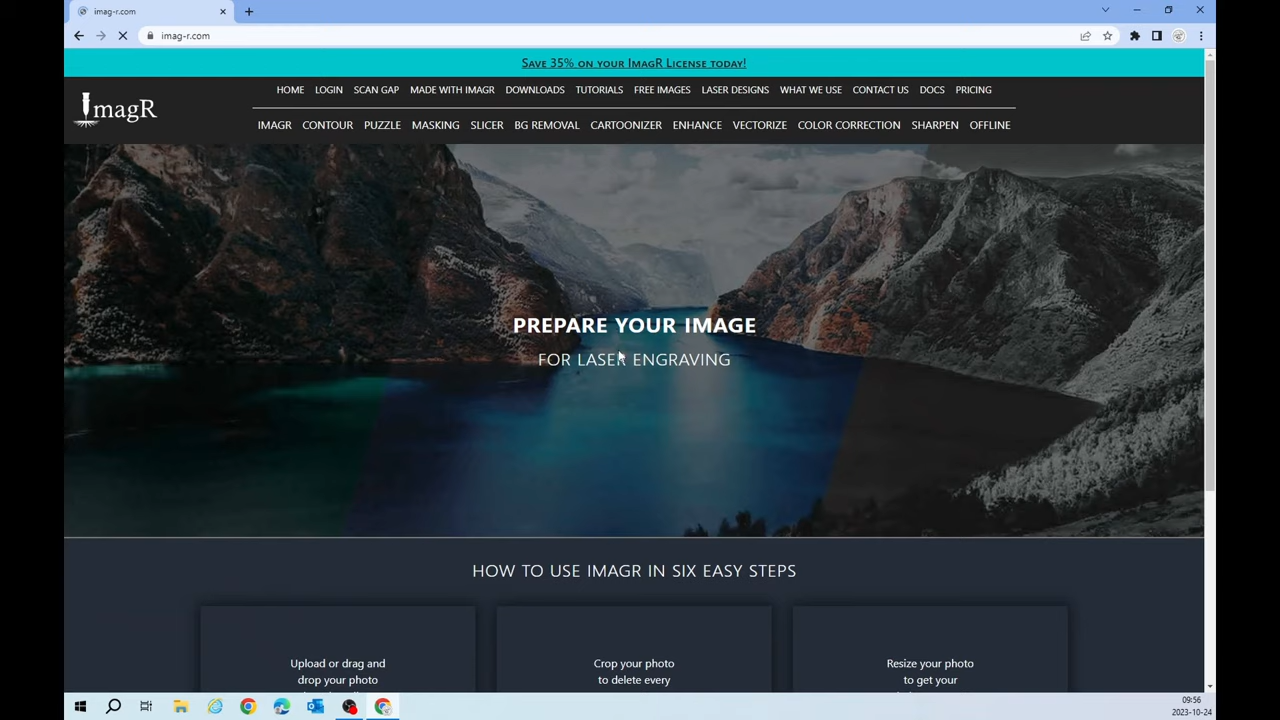 imag-r.com
imag-r.com
Save 35% on your ImagR License today!
ImagR
HOME LOGIN SCAN GAP MADE WITH IMAGR DOWNLOADS TUTORIALS FREE IMAGES LASER DESIGNS WHAT WE USE CONTACT US DOCS PRICING
IMAGR CONTOUR PUZZLE MASKING SLICER BG REMOVAL CARTOONIZER ENHANCE VECTORIZE COLOR CORRECTION SHARPEN OFFLINE
PREPARE YOUR IMAGE
FOR LASER ENGRAVING
HOW TO USE IMAGR IN SIX EASY STEPS
Upload or drag and
drop your photo
Crop your photo
to delete every
Resize your photo
to get your
09:56
2023-10-24